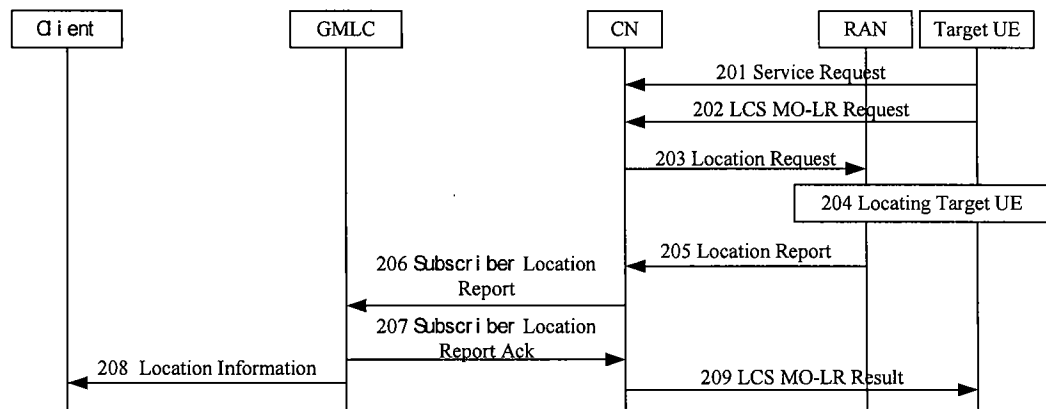 Client
GMLC
CN
RAN
Target UE
201 Service Request
202 LCS MO-LR Request
203 Location Request
204 Locating Target UE
205 Location Report
206 Subscriber Location
Report
207 Subscriber Location
Report Ack
208 Location Information
209 LCS MO-LR Result